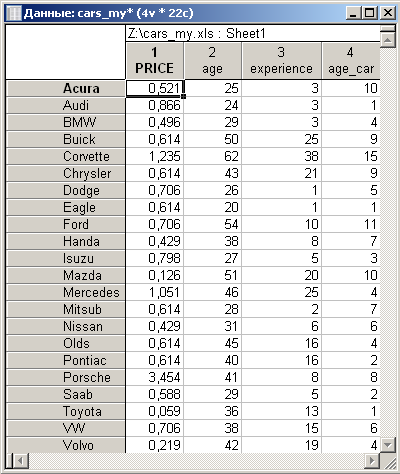 Данные: cars_my* (4v * 22c)
Z:\cars_my.xls : Sheet1
1 2 3 4
PRICE age experience age_car
Acura 0,521 25 3 10
Audi 0,866 24 3 1
BMW 0,496 29 3 4
Buick 0,614 50 25 9
Corvette 1,235 62 38 15
Chrysler 0,614 43 21 9
Dodge 0,706 26 1 5
Eagle 0,614 20 1 1
Ford 0,706 54 10 11
Handa 0,429 38 8 7
Isuzu 0,798 27 5 3
Mazda 0,126 51 20 10
Mercedes 1,051 46 25 4
Mitsub 0,614 28 2 7
Nissan 0,429 31 6 6
Olds 0,614 45 16 4
Pontiac 0,614 40 16 2
Porsche 3,454 41 8 8
Saab 0,588 29 5 2
Toyota 0,059 36 13 1
VW 0,706 38 15 6
Volvo 0,219 42 19 4